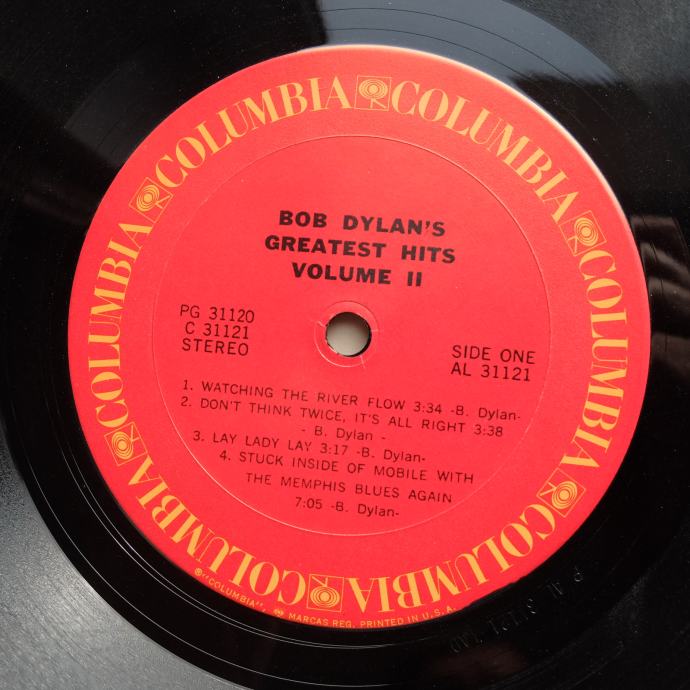 COLUMBIA COLUMBIA COLUMBIA COLUMBIA COLUMBIA COLUMBIA
BOB DYLAN'S
GREATEST HITS
VOLUME II
PG 31120
C 31121
STEREO
SIDE ONE
AL 31121
1. WATCHING THE RIVER FLOW 3:34 -B. Dylan-
2. DON'T THINK TWICE, IT'S ALL RIGHT 3:38
- B. Dylan -
3. LAY LADY LAY 3:17 -B. Dylan-
4. STUCK INSIDE OF MOBILE WITH
THE MEMPHIS BLUES AGAIN
7:05 -B. Dylan-
®"COLUMBIA", MARCAS REG. PRINTED IN U.S.A.